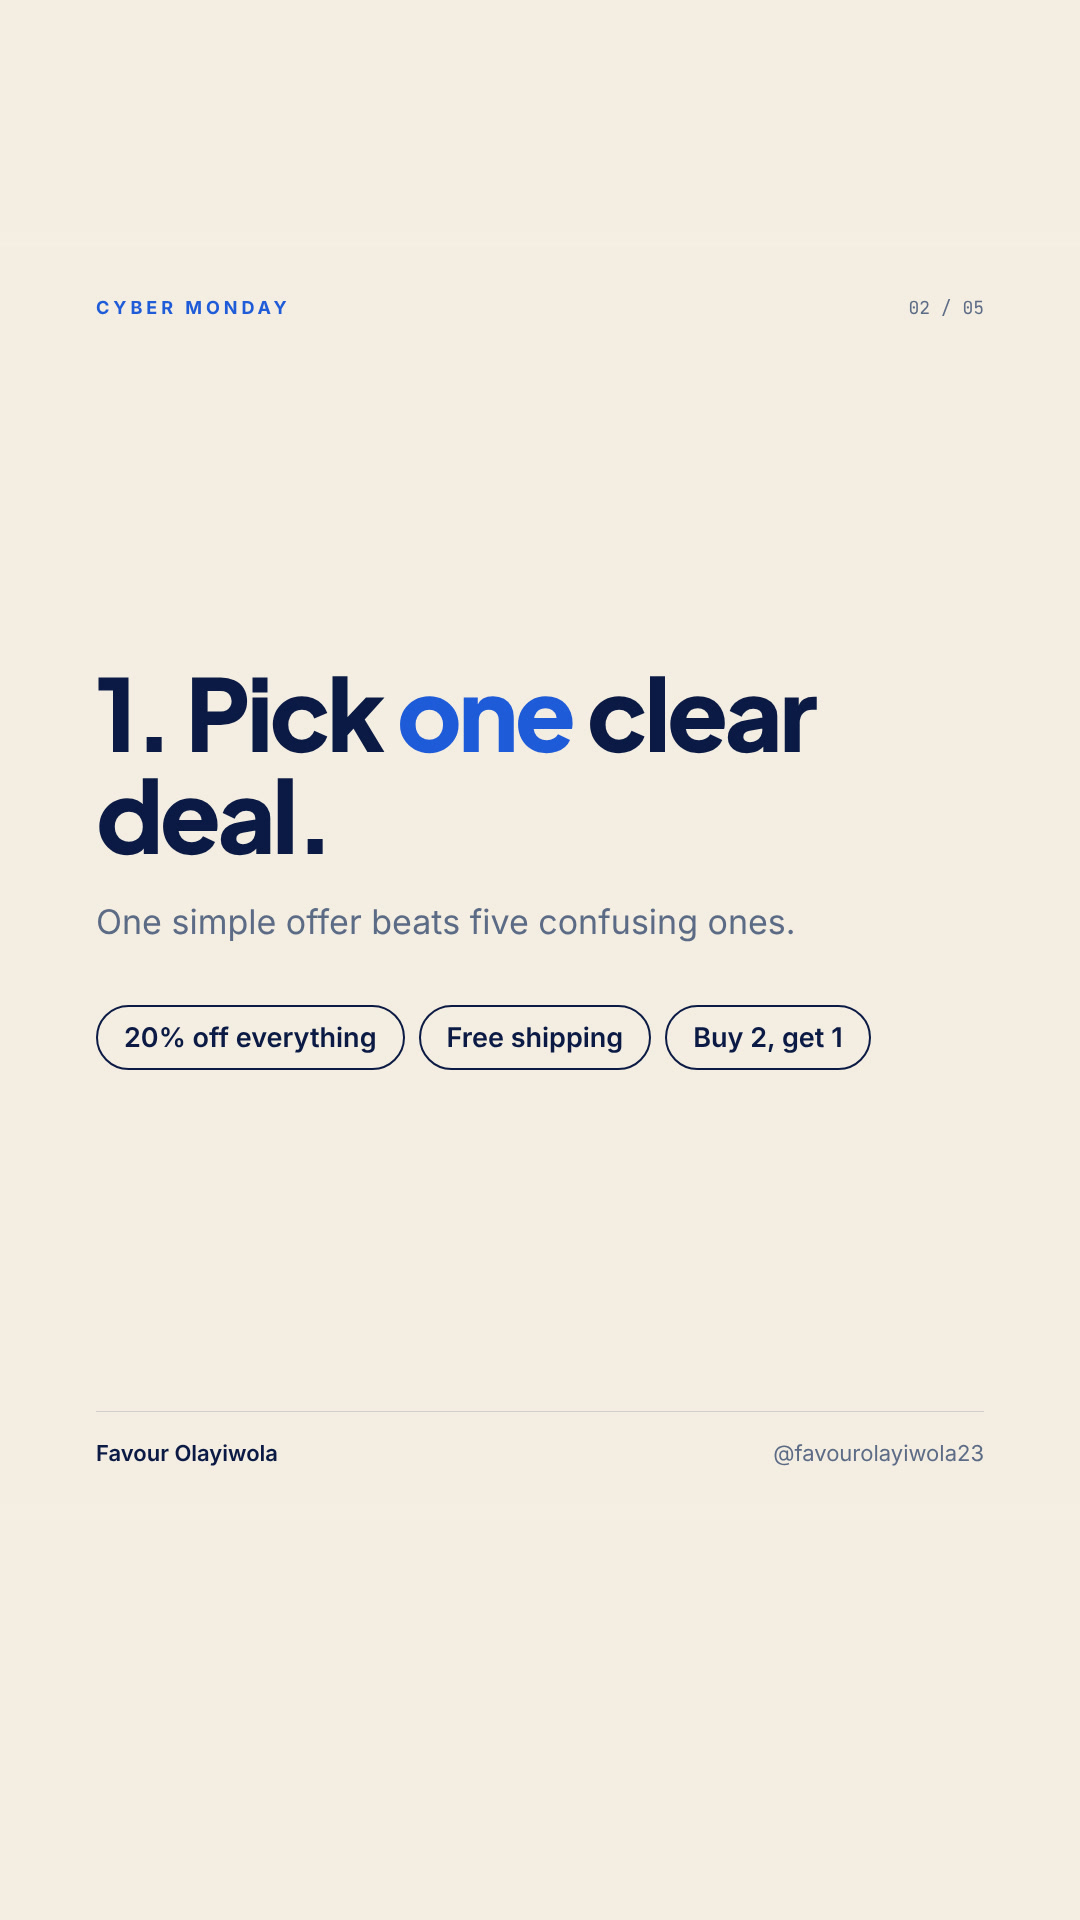 CYBER MONDAY
02 / 05
1. Pick one clear
deal.
One simple offer beats five confusing ones.
20% off everything
Free shipping
Buy 2, get 1
Favour Olayiwola
@favourolayiwola23